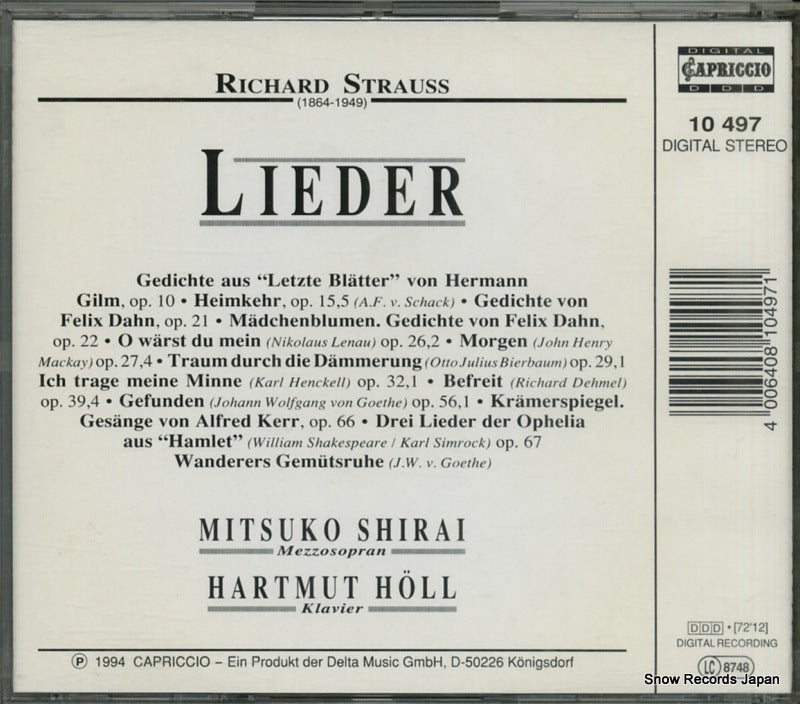 RICHARD STRAUSS
(1864-1949)
LIEDER
Gedichte aus “Letzte Blätter” von Hermann
Gilm, op. 10 • Heimkehr, op. 15,5 (A.F. v. Schack) • Gedichte von
Felix Dahn, op. 21 • Mädchenblumen. Gedichte von Felix Dahn,
op. 22 • O wärst du mein (Nikolaus Lenau) op. 26,2 • Morgen (John Henry
Mackay) op. 27,4 • Traum durch die Dämmerung (Otto Julius Bierbaum) op. 29,1
Ich trage meine Minne (Karl Henckell) op. 32,1 • Befreit (Richard Dehmel)
op. 39,4 • Gefunden (Johann Wolfgang von Goethe) op. 56,1 • Krämerspiegel.
Gesänge von Alfred Kerr, op. 66 • Drei Lieder der Ophelia
aus “Hamlet” (William Shakespeare / Karl Simrock) op. 67
Wanderers Gemütsruhe (J.W. v. Goethe)
MITSUKO SHIRAI
Mezzosopran
HARTMUT HÖLL
Klavier
Ⓟ 1994 CAPRICCIO – Ein Produkt der Delta Music GmbH, D-50226 Königsdorf
DIGITAL
CAPRICCIO
D D D
10 497
DIGITAL STEREO
4 006408 104971
DDD • [72'12]
DIGITAL RECORDING
LC 8748
Snow Records Japan